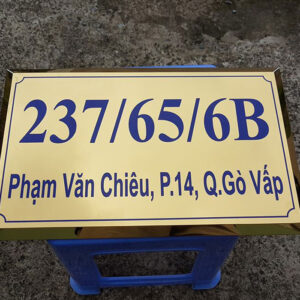 237/65/6B
Phạm Văn Chiêu, P.14, Q.Gò Vấp